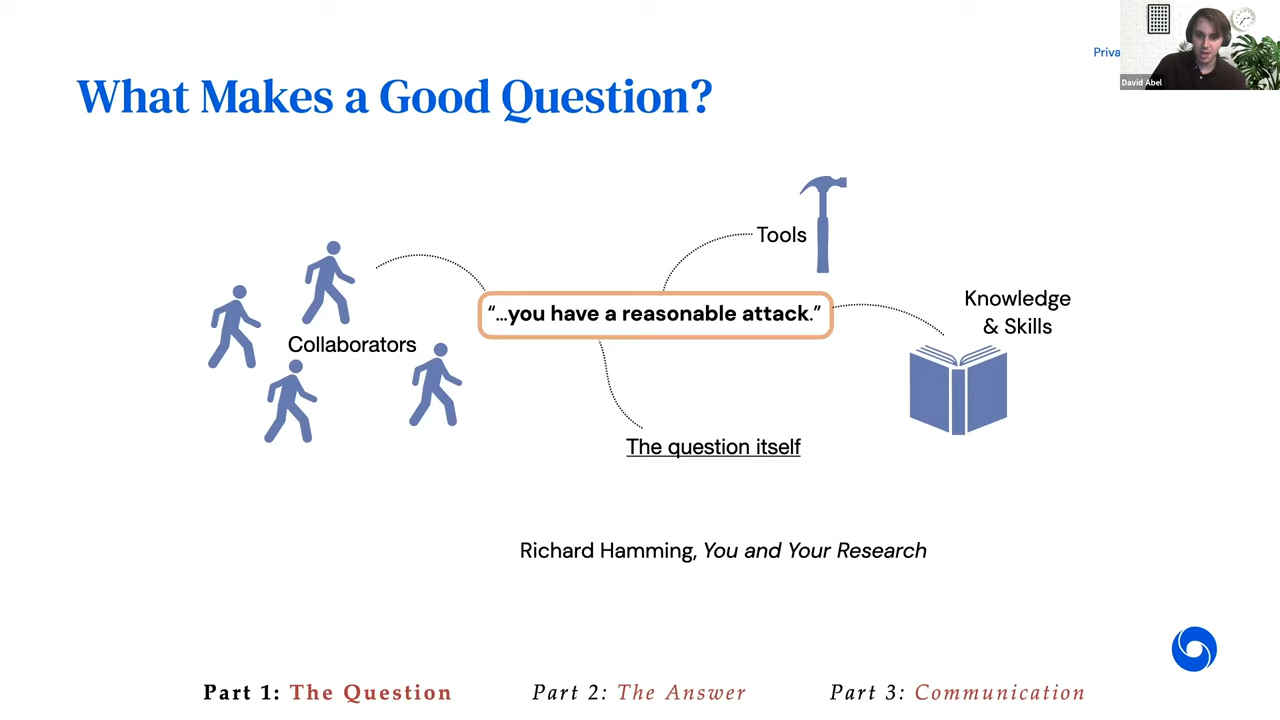 Priva
David Abel
What Makes a Good Question?
Tools
"...you have a reasonable attack."
Knowledge
& Skills
Collaborators
The question itself
Richard Hamming, You and Your Research
Part 1: The Question
Part 2: The Answer
Part 3: Communication